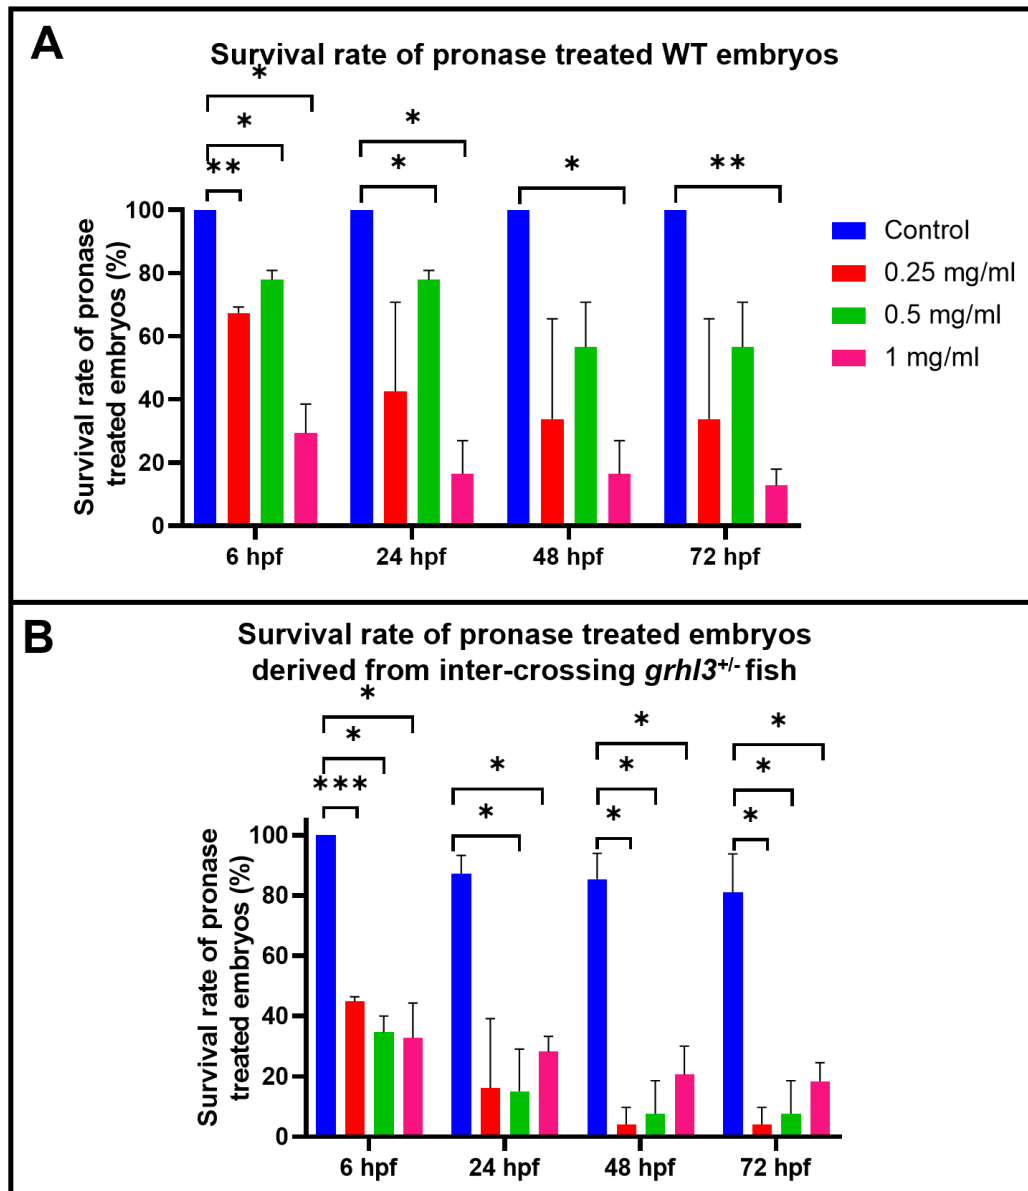 A
Survival rate of pronase treated WT embryos
*
*
**
*
*
*
**
Survival rate of pronase
treated embryos (%)
100
80
60
40
20
0
6 hpf
24 hpf
48 hpf
72 hpf
Control
0.25 mg/ml
0.5 mg/ml
1 mg/ml
B
Survival rate of pronase treated embryos
derived from inter-crossing grhl3+/- fish
*
*
***
*
*
*
*
*
*
*
*
Survival rate of pronase
treated embryos (%)
100
80
60
40
20
0
6 hpf
24 hpf
48 hpf
72 hpf